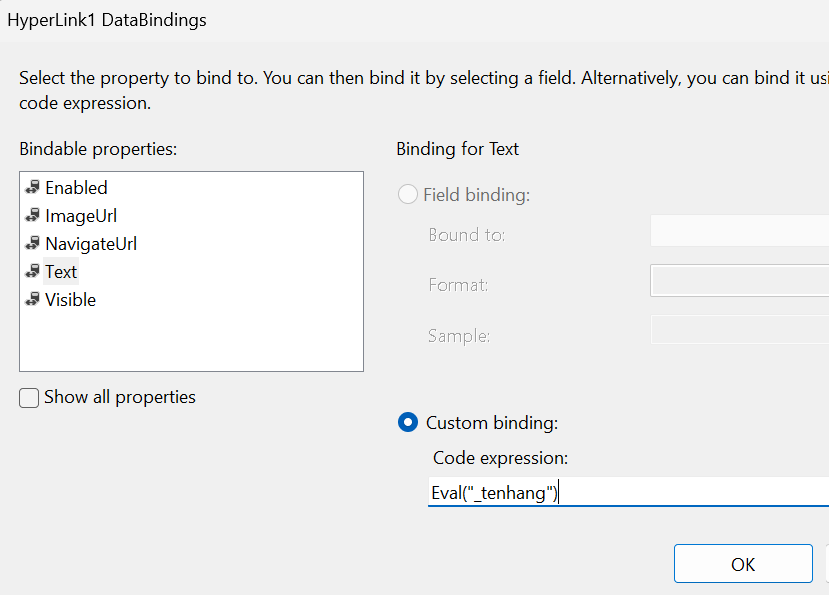 HyperLink1 DataBindings
Select the property to bind to. You can then bind it by selecting a field. Alternatively, you can bind it
code expression.
Bindable properties:
Enabled
ImageUrl
NavigateUrl
Text
Visible
Show all properties
Binding for Text
Field binding:
Bound to:
Format:
Sample:
Custom binding:
Code expression:
Eval("_tenhang")
OK